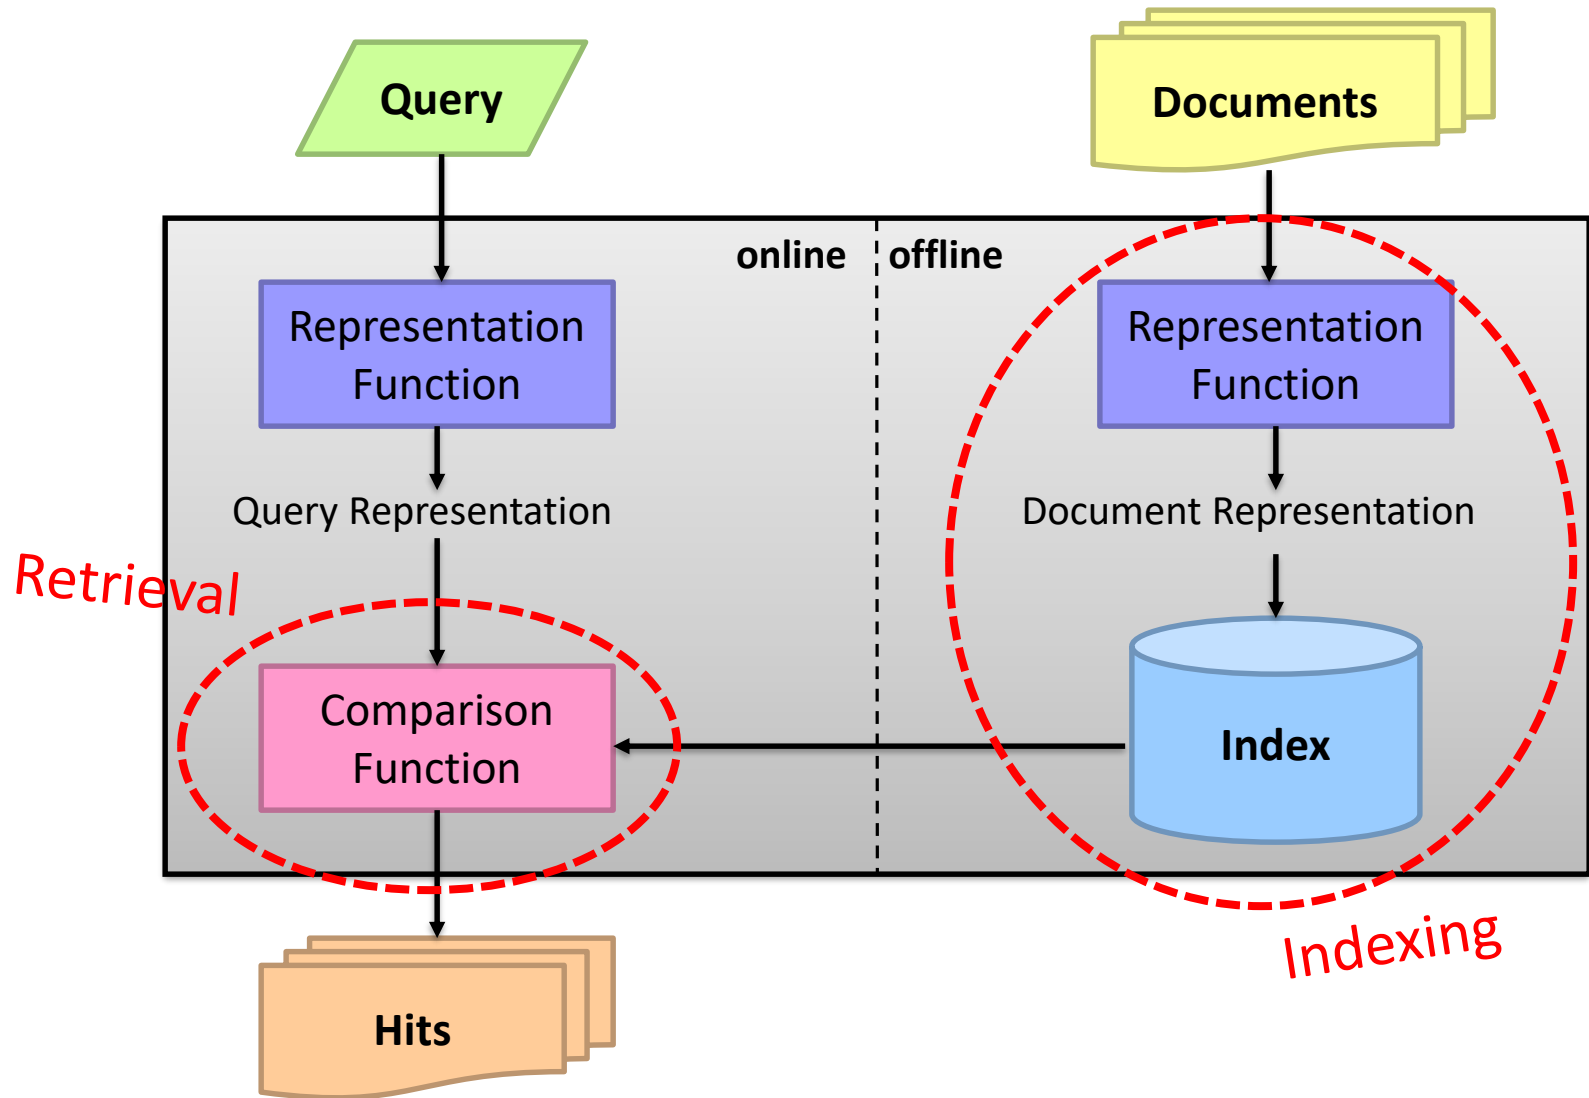 Query
Documents
online
offline
Representation
Function
Representation
Function
Query Representation
Document Representation
Retrieval
Comparison
Function
Index
Indexing
Hits